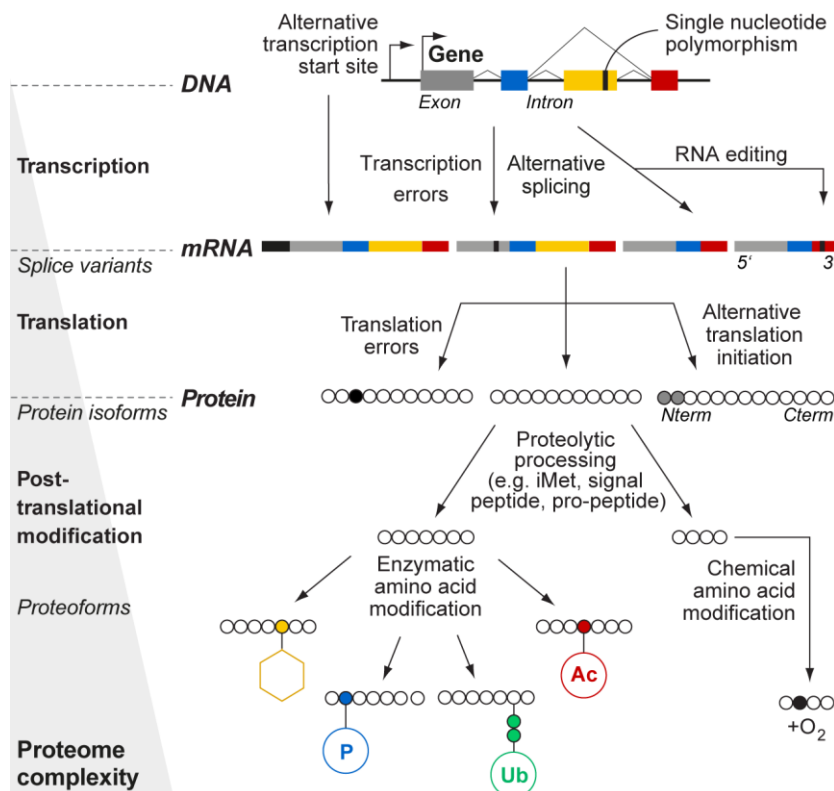 Alternative
transcription
start site
Gene
Single nucleotide
polymorphism
DNA
Exon
Intron
Transcription
Transcription
errors
Alternative
splicing
RNA editing
mRNA
Splice variants
5'
3'
Translation
Translation
errors
Alternative
translation
initiation
Protein
Protein isoforms
Nterm
Cterm
Post-
translational
modification
Proteolytic
processing
(e.g. iMet, signal
peptide, pro-peptide)
Enzymatic
amino acid
modification
Chemical
amino acid
modification
Proteoforms
Ac
P
Ub
+O2
Proteome
complexity